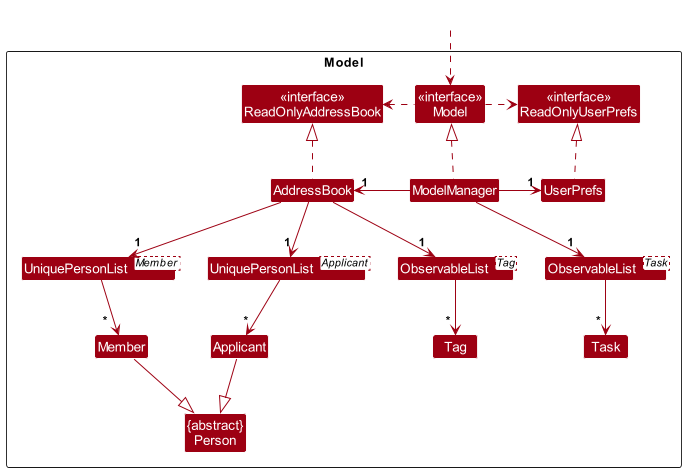 Model
«interface»
ReadOnlyAddressBook
«interface»
Model
«interface»
ReadOnlyUserPrefs
AddressBook
1
ModelManager
1
UserPrefs
1
1
1
1
UniquePersonList
Member
UniquePersonList
Applicant
ObservableList
Tag
ObservableList
Task
*
*
*
*
Member
Applicant
Tag
Task
{abstract}
Person